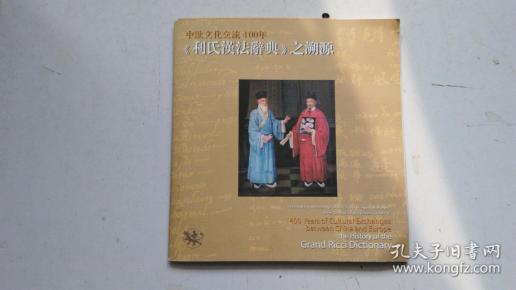 中歐文化交流400年
《利氏漢法辭典》之溯源
400 Years of Cultural Exchanges
between China and Europe
the History of the
Grand Ricci Dictionary
孔夫子旧书网
www.kongfz.com